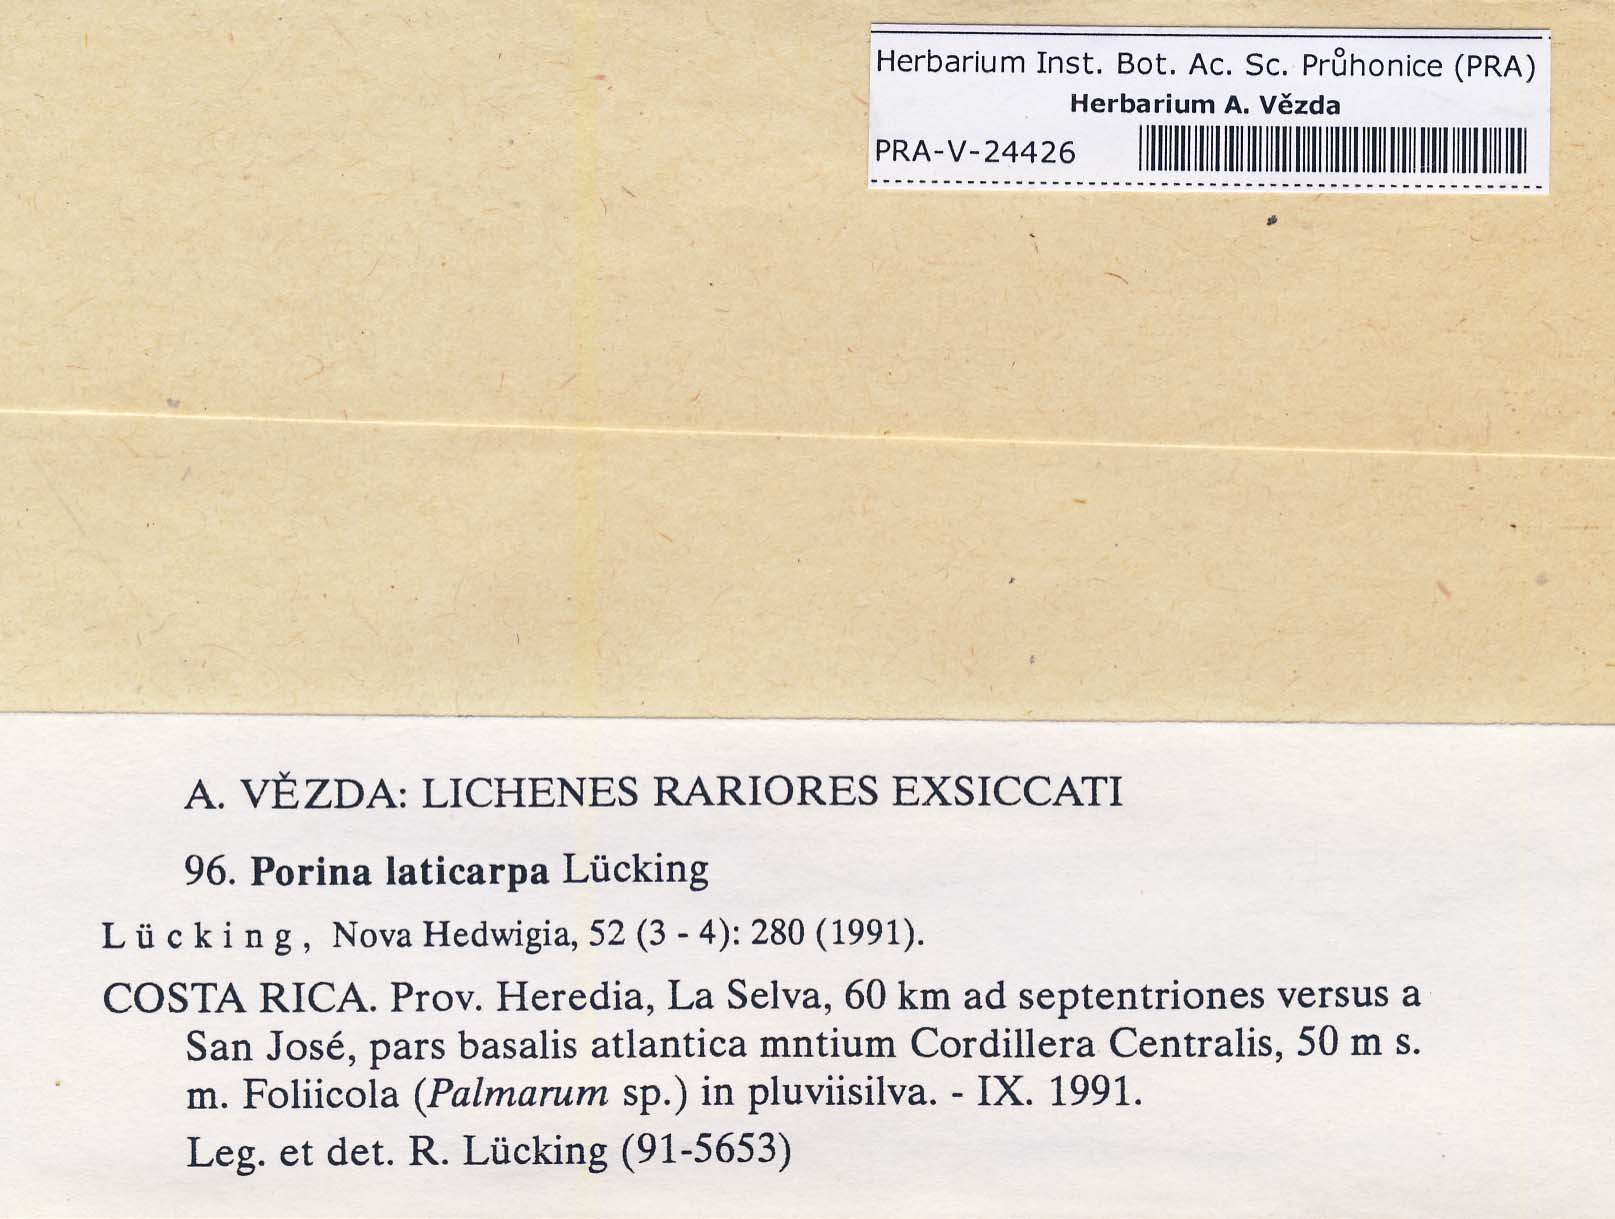 Herbarium Inst. Bot. Ac. Sc. Průhonice (PRA)
Herbarium A. Vězda
PRA-V-24426
A. VĚZDA: LICHENES RARIORES EXSICCATI
96. Porina laticarpa Lücking
Lücking, Nova Hedwigia, 52 (3 - 4): 280 (1991).
COSTA RICA. Prov. Heredia, La Selva, 60 km ad septentriones versus a
San José, pars basalis atlantica mntium Cordillera Centralis, 50 m s.
m. Foliicola (Palmarum sp.) in pluviisilva. - IX. 1991.
Leg. et det. R. Lücking (91-5653)